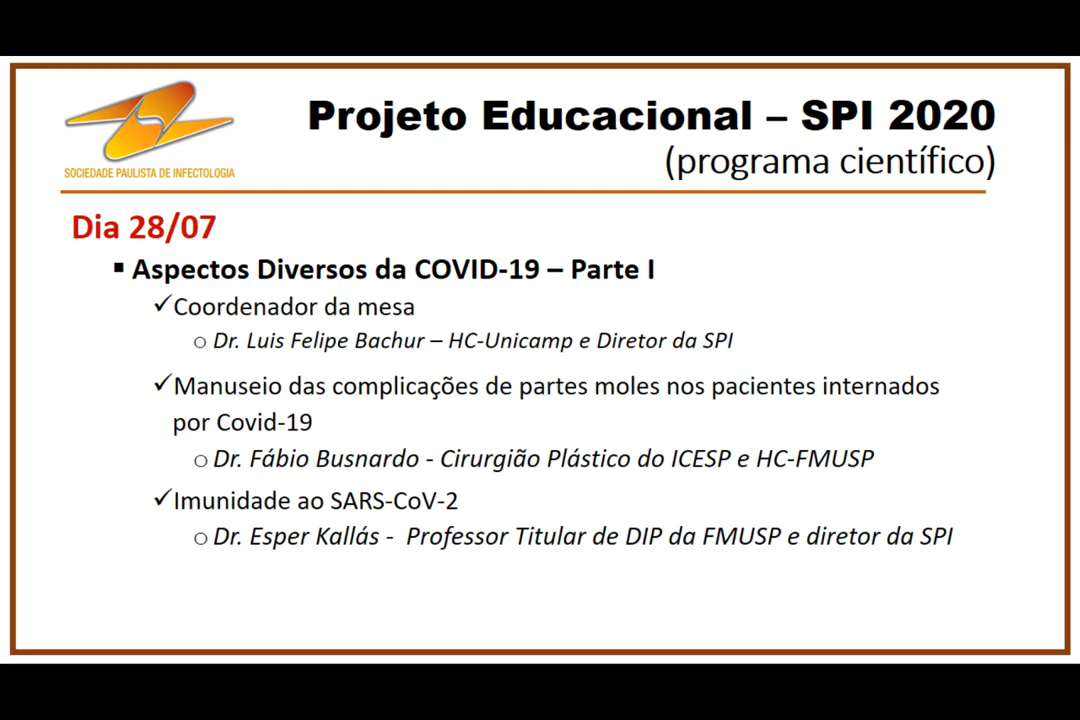 SOCIEDADE PAULISTA DE INFECTOLOGIA
Projeto Educacional – SPI 2020
(programa científico)
Dia 28/07
▪ Aspectos Diversos da COVID-19 – Parte I
✓Coordenador da mesa
o Dr. Luis Felipe Bachur – HC-Unicamp e Diretor da SPI
✓Manuseio das complicações de partes moles nos pacientes internados
por Covid-19
o Dr. Fábio Busnardo - Cirurgião Plástico do ICESP e HC-FMUSP
✓Imunidade ao SARS-CoV-2
o Dr. Esper Kallás - Professor Titular de DIP da FMUSP e diretor da SPI